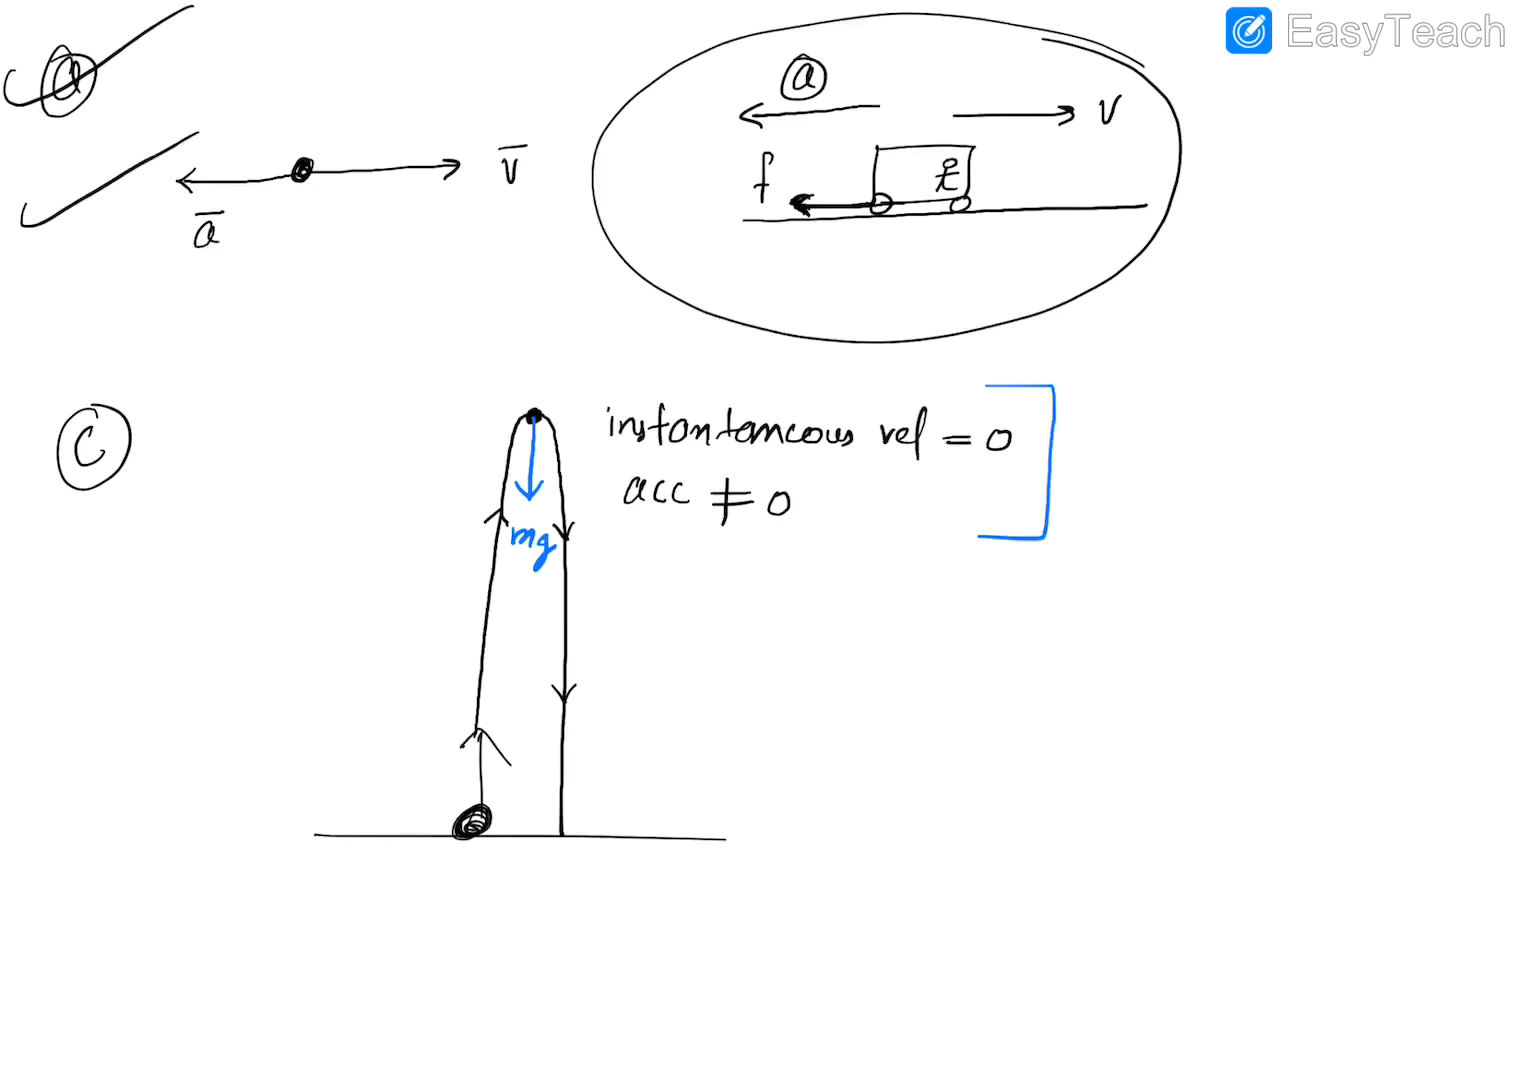 EasyTeach
a
v̄
ā
a
v
f
C
instantaneous vel = 0
acc ≠ 0
mg